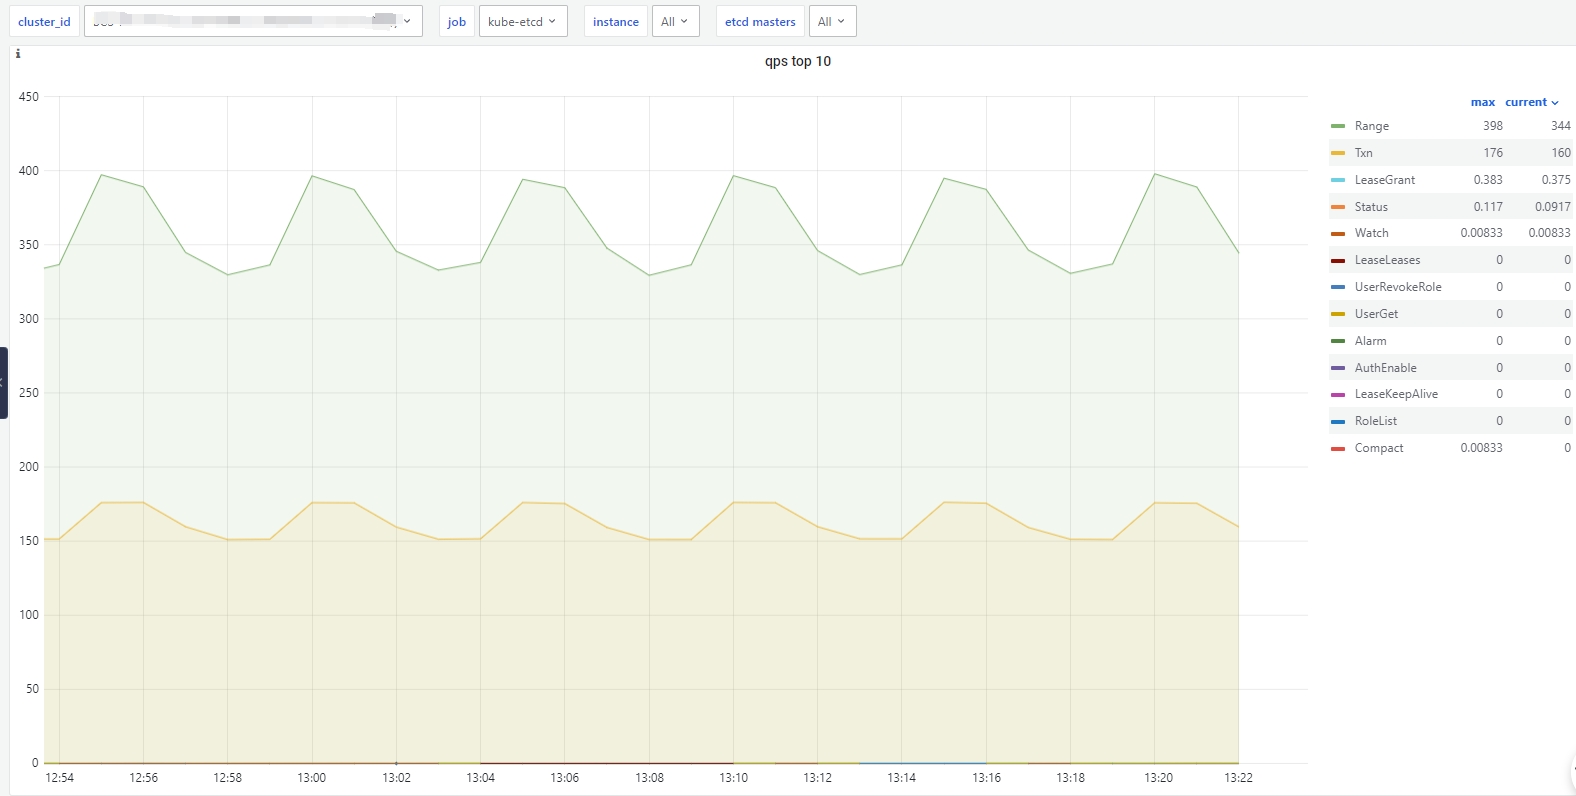 cluster_id job kube-etcd instance All etcd masters All
qps top 10
450
400
350
300
250
200
150
100
50
0
12:54 12:56 12:58 13:00 13:02 13:04 13:06 13:08 13:10 13:12 13:14 13:16 13:18 13:20 13:22
max current
Range 398 344
Txn 176 160
LeaseGrant 0.383 0.375
Status 0.117 0.0917
Watch 0.00833 0.00833
LeaseLeases 0 0
UserRevokeRole 0 0
UserGet 0 0
Alarm 0 0
AuthEnable 0 0
LeaseKeepAlive 0 0
RoleList 0 0
Compact 0.00833 0